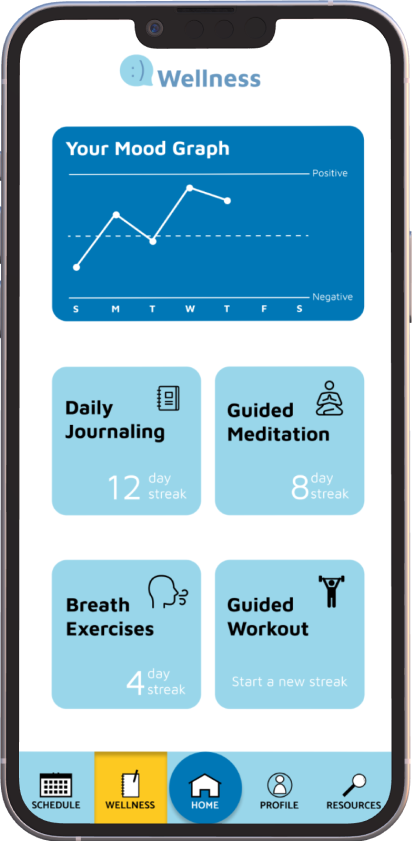 :)
Wellness
Your Mood Graph
Positive
Negative
S M T W T F S
Daily
Journaling
12 day
streak
Guided
Meditation
8 day
streak
Breath
Exercises
4 day
streak
Guided
Workout
Start a new streak
SCHEDULE WELLNESS HOME PROFILE RESOURCES